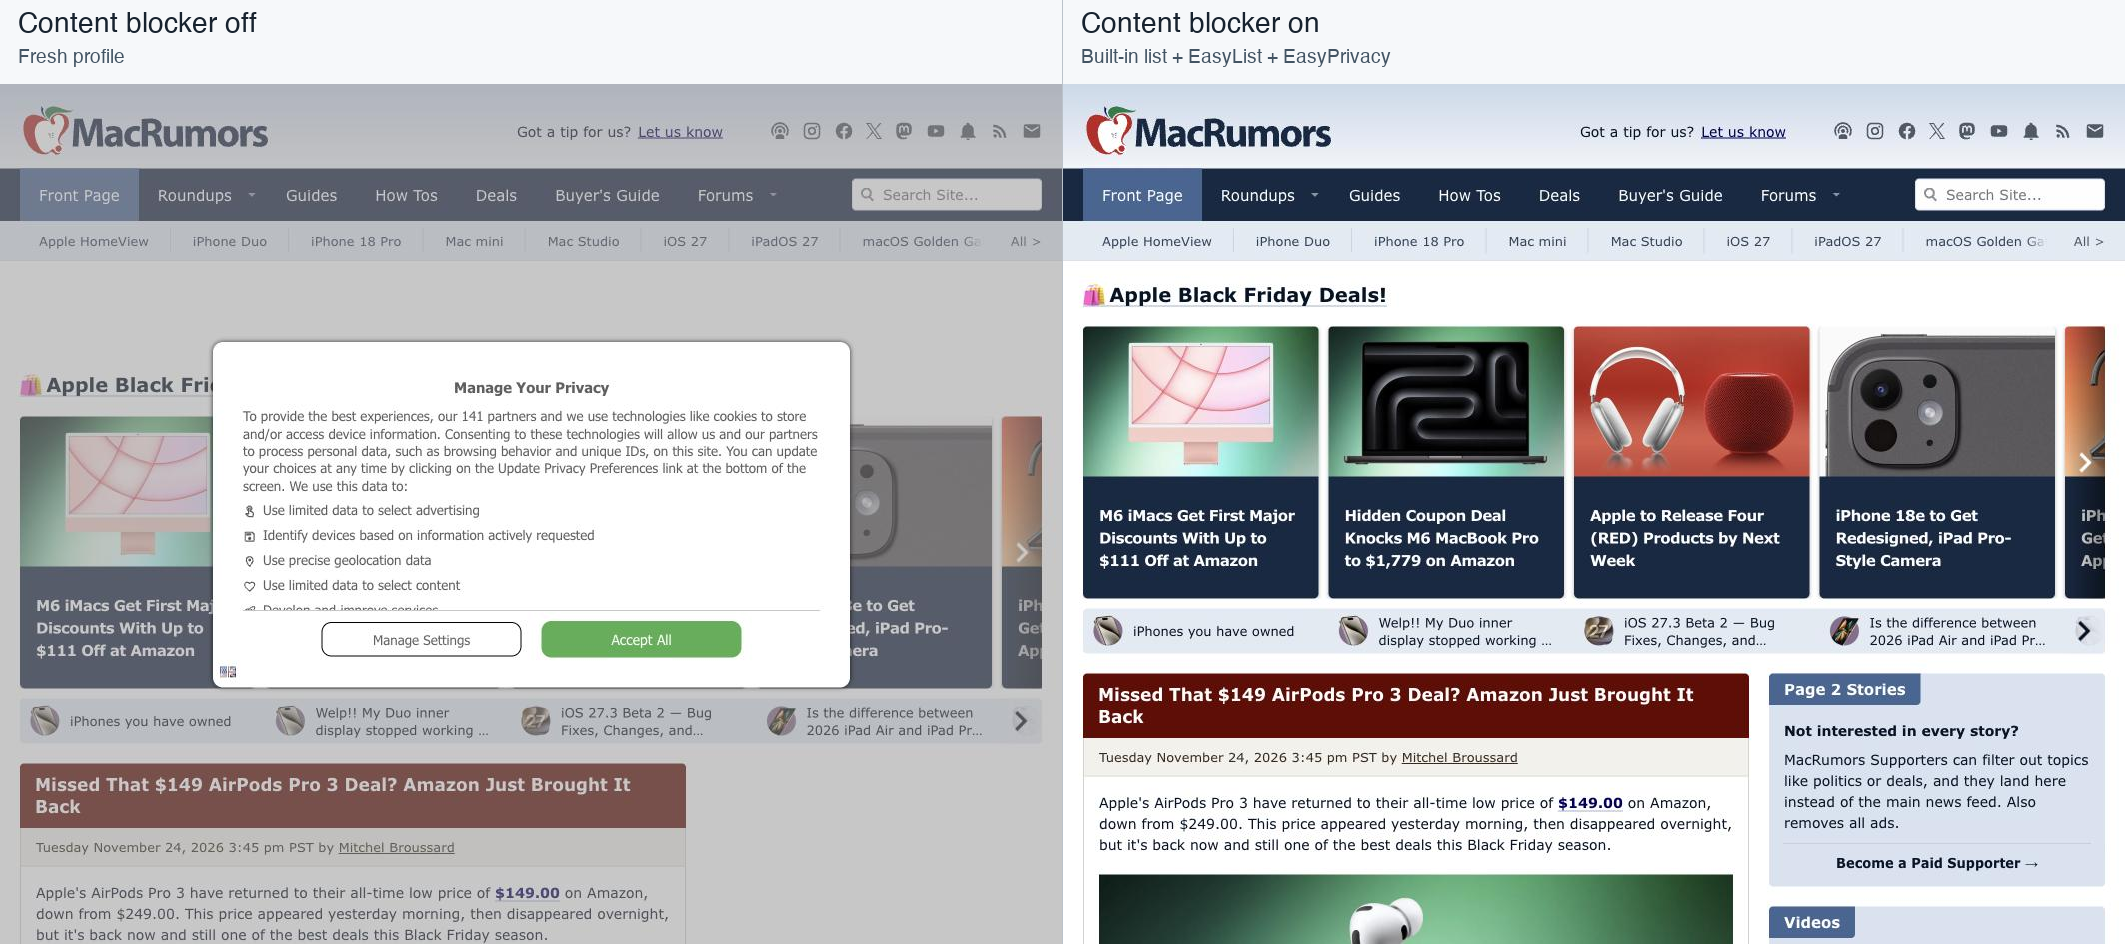 Content blocker off
Fresh profile
MacRumors
Got a tip for us? Let us know
Front Page Roundups Guides How Tos Deals Buyer's Guide Forums Search Site...
Apple HomeView iPhone Duo iPhone 18 Pro Mac mini Mac Studio iOS 27 iPadOS 27 macOS Golden Ga All >
Apple Black Fri
Manage Your Privacy
To provide the best experiences, our 141 partners and we use technologies like cookies to store
and/or access device information. Consenting to these technologies will allow us and our partners
to process personal data, such as browsing behavior and unique IDs, on this site. You can update
your choices at any time by clicking on the Update Privacy Preferences link at the bottom of the
screen. We use this data to:
Use limited data to select advertising
Identify devices based on information actively requested
Use precise geolocation data
Use limited data to select content
Develop and improve services
Manage Settings
Accept All
M6 iMacs Get First Maj
Discounts With Up to
$111 Off at Amazon
8e to Get
ed, iPad Pro-
era
iPh
Get
App
iPhones you have owned
Welp!! My Duo inner
display stopped working ...
iOS 27.3 Beta 2 — Bug
Fixes, Changes, and...
Is the difference between
2026 iPad Air and iPad Pr...
Missed That $149 AirPods Pro 3 Deal? Amazon Just Brought It
Back
Tuesday November 24, 2026 3:45 pm PST by Mitchel Broussard
Apple's AirPods Pro 3 have returned to their all-time low price of $149.00 on Amazon,
down from $249.00. This price appeared yesterday morning, then disappeared overnight,
but it's back now and still one of the best deals this Black Friday season.
Content blocker on
Built-in list + EasyList + EasyPrivacy
MacRumors
Got a tip for us? Let us know
Front Page Roundups Guides How Tos Deals Buyer's Guide Forums Search Site...
Apple HomeView iPhone Duo iPhone 18 Pro Mac mini Mac Studio iOS 27 iPadOS 27 macOS Golden Ga All >
Apple Black Friday Deals!
M6 iMacs Get First Major
Discounts With Up to
$111 Off at Amazon
Hidden Coupon Deal
Knocks M6 MacBook Pro
to $1,779 on Amazon
Apple to Release Four
(RED) Products by Next
Week
iPhone 18e to Get
Redesigned, iPad Pro-
Style Camera
iPh
Get
App
iPhones you have owned
Welp!! My Duo inner
display stopped working ...
iOS 27.3 Beta 2 — Bug
Fixes, Changes, and...
Is the difference between
2026 iPad Air and iPad Pr...
Missed That $149 AirPods Pro 3 Deal? Amazon Just Brought It
Back
Tuesday November 24, 2026 3:45 pm PST by Mitchel Broussard
Apple's AirPods Pro 3 have returned to their all-time low price of $149.00 on Amazon,
down from $249.00. This price appeared yesterday morning, then disappeared overnight,
but it's back now and still one of the best deals this Black Friday season.
Page 2 Stories
Not interested in every story?
MacRumors Supporters can filter out topics
like politics or deals, and they land here
instead of the main news feed. Also
removes all ads.
Become a Paid Supporter →
Videos